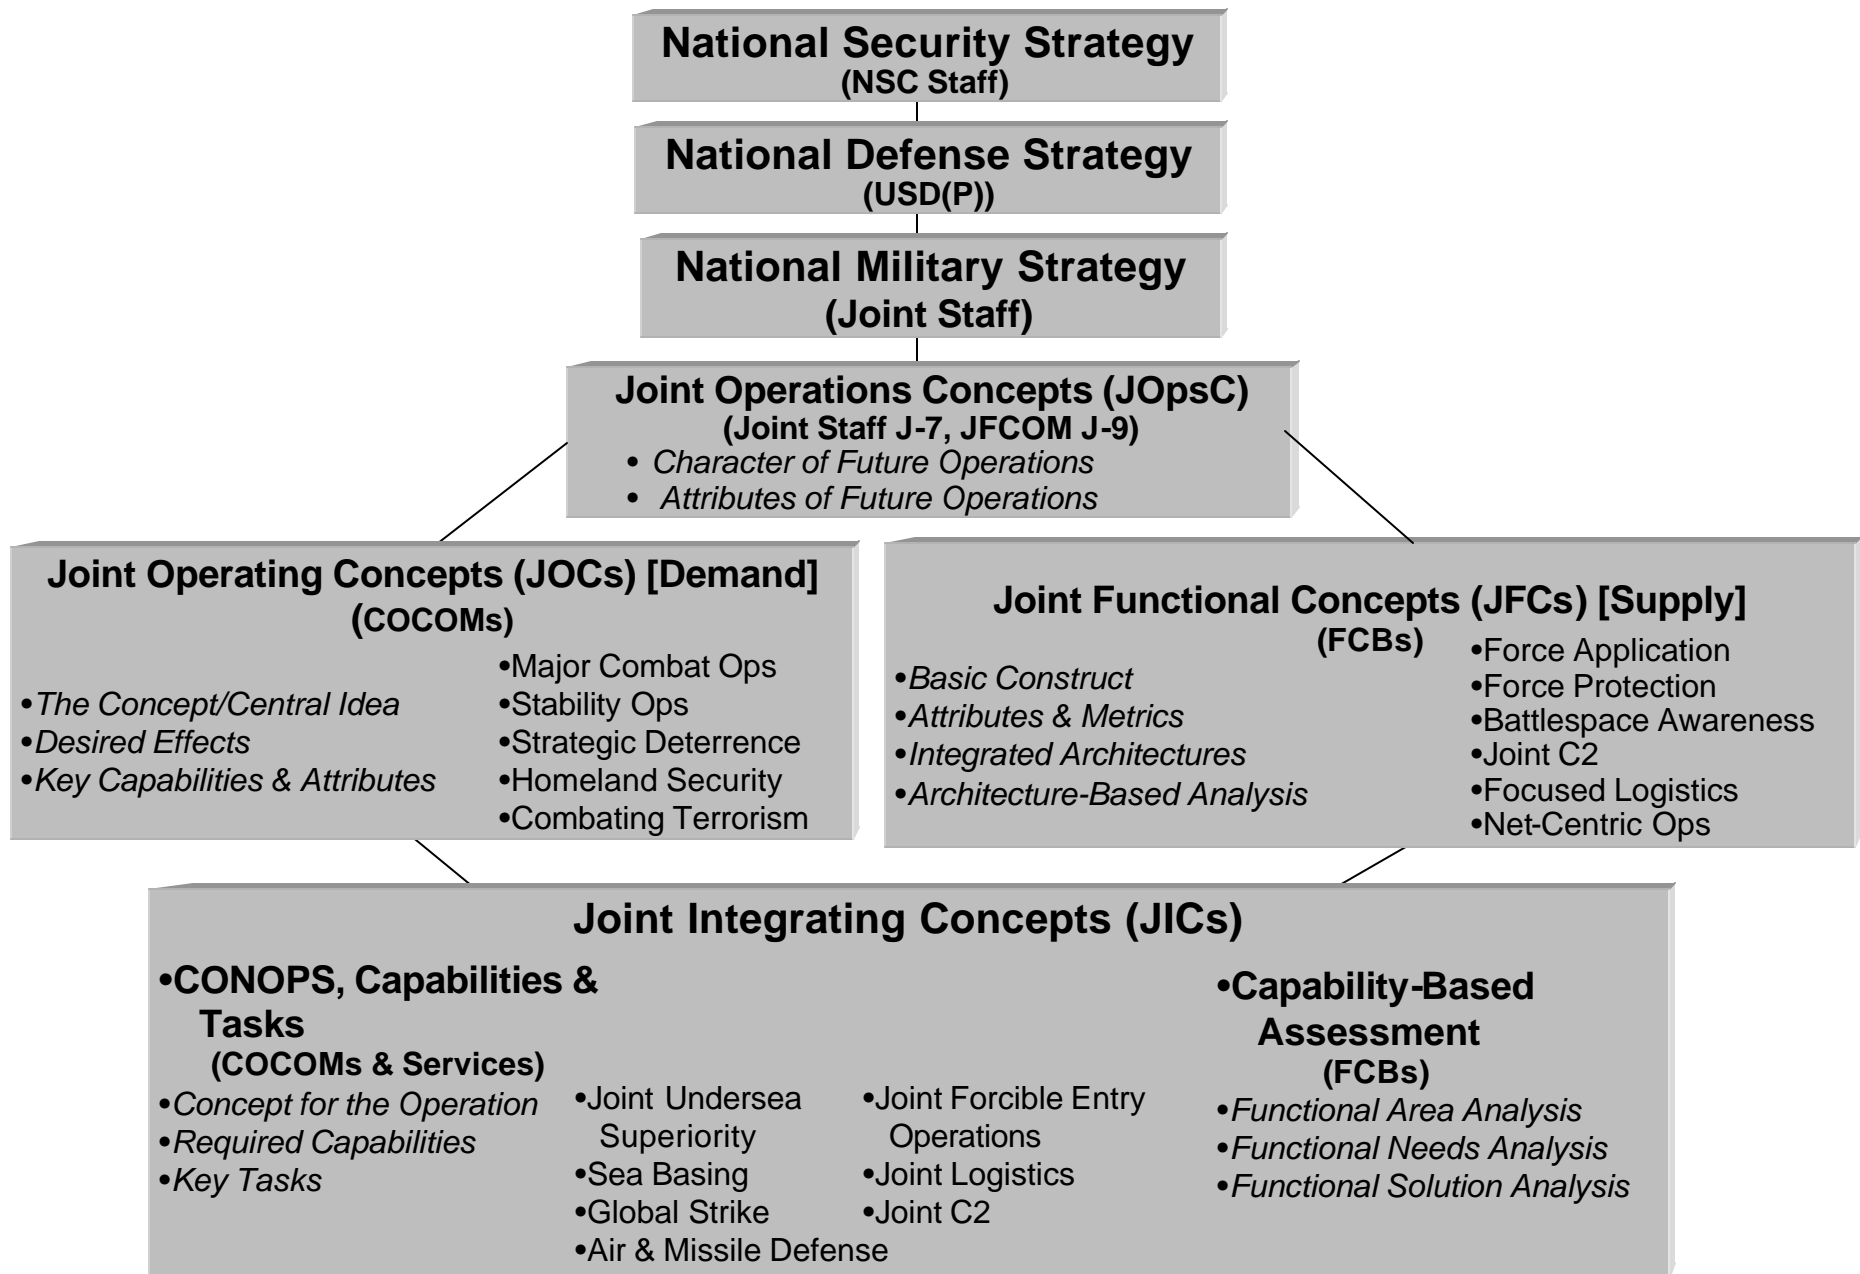 National Security Strategy
(NSC Staff)
National Defense Strategy
(USD(P))
National Military Strategy
(Joint Staff)
Joint Operations Concepts (JOpsC)
(Joint Staff J-7, JFCOM J-9)
• Character of Future Operations
• Attributes of Future Operations
Joint Operating Concepts (JOCs) [Demand]
(COCOMs)
•The Concept/Central Idea
•Desired Effects
•Key Capabilities & Attributes
•Major Combat Ops
•Stability Ops
•Strategic Deterrence
•Homeland Security
•Combating Terrorism
Joint Functional Concepts (JFCs) [Supply]
(FCBs)
•Basic Construct
•Attributes & Metrics
•Integrated Architectures
•Architecture-Based Analysis
•Force Application
•Force Protection
•Battlespace Awareness
•Joint C2
•Focused Logistics
•Net-Centric Ops
Joint Integrating Concepts (JICs)
•CONOPS, Capabilities &
Tasks
(COCOMs & Services)
•Concept for the Operation
•Required Capabilities
•Key Tasks
•Joint Undersea
Superiority
•Sea Basing
•Global Strike
•Air & Missile Defense
•Joint Forcible Entry
Operations
•Joint Logistics
•Joint C2
•Capability-Based
Assessment
(FCBs)
•Functional Area Analysis
•Functional Needs Analysis
•Functional Solution Analysis